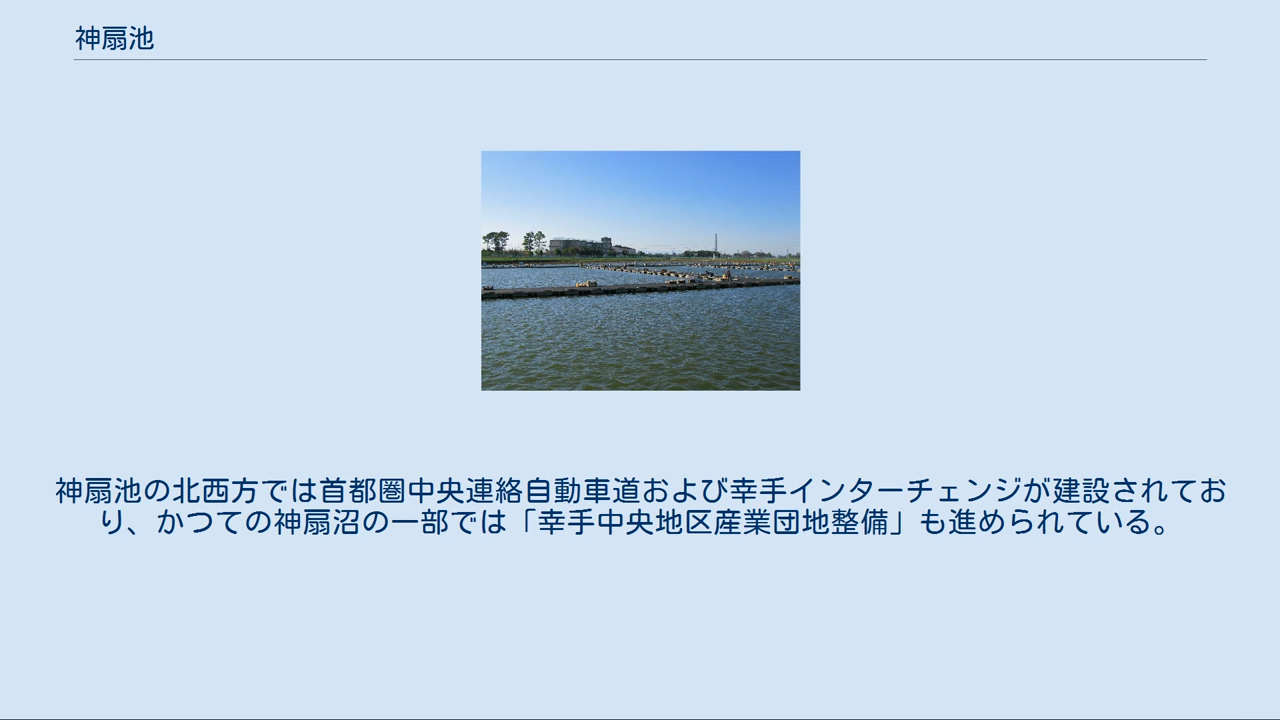 神扇池
神扇池の北西方では首都圏中央連絡自動車道および幸手インターチェンジが建設されてお
り、かつての神扇沼の一部では「幸手中央地区産業団地整備」も進められている。